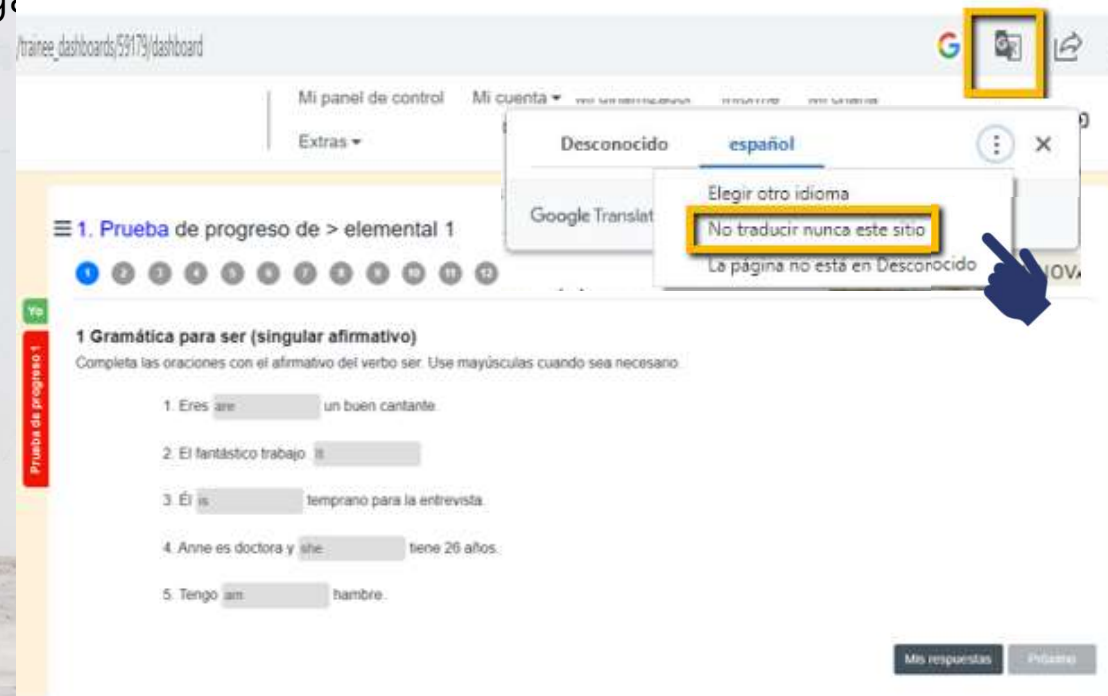 /trainee_dashboards/59179/dashboard
G
Mi panel de control Mi cuenta
Extras
Desconocido español
Elegir otro idioma
Google Translat
No traducir nunca este sitio
La página no está en Desconocido
1. Prueba de progreso de > elemental 1
1 2 3 4 5 6 7 8 9 10 11 12
Yo
Prueba de progreso 1
1 Gramática para ser (singular afirmativo)
Completa las oraciones con el afirmativo del verbo ser. Use mayúsculas cuando sea necesario.
1. Eres are un buen cantante.
2. El fantástico trabajo.
3. Él is temprano para la entrevista.
4. Anne es doctora y she tiene 26 años.
5. Tengo am hambre.
Mis respuestas Próximo